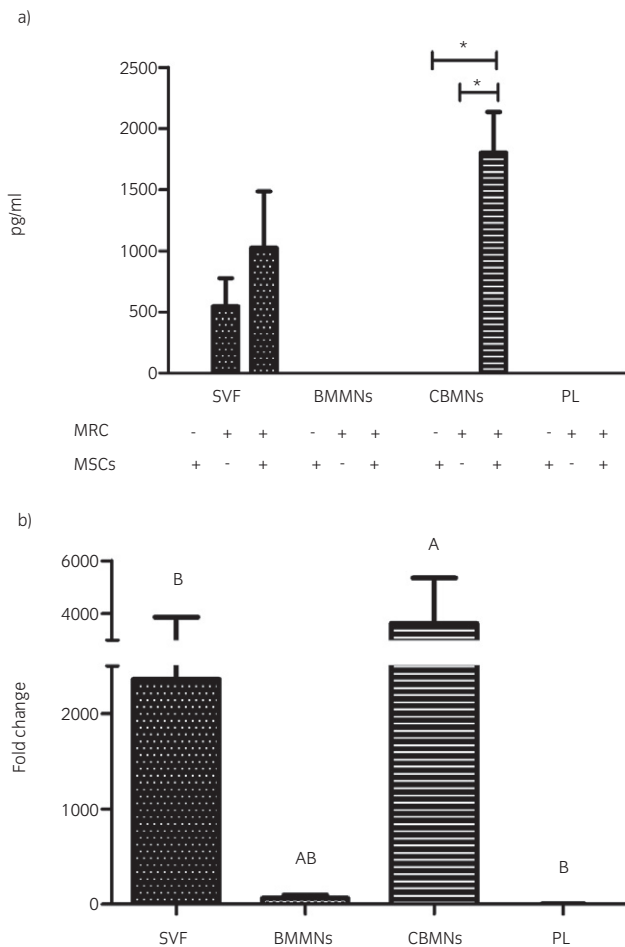 a)
* 
*
2500
2000
1500
1000
500
0
pg/ml
SVF BMMNs CBMNs PL
MRC - + + - + + - + + - + +
MSCs + - + + - + + - + + - +
b)
6000
4000
2000
1000
0
Fold change
B
AB
A
B
SVF BMMNs CBMNs PL